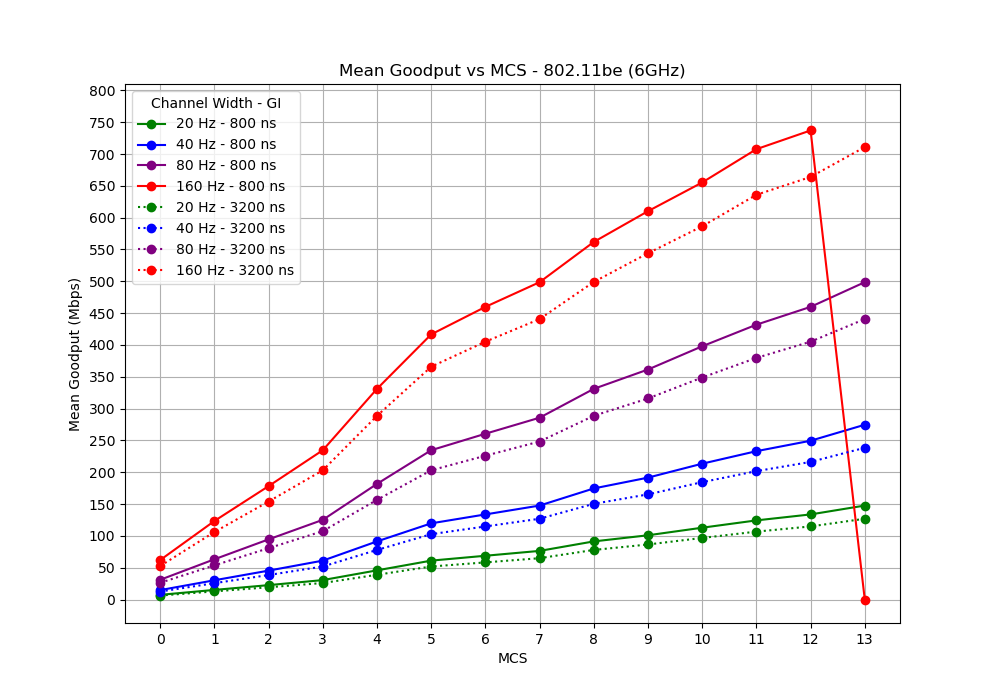 Mean Goodput vs MCS - 802.11be (6GHz)
Mean Goodput (Mbps)
800
750
700
650
600
550
500
450
400
350
300
250
200
150
100
50
0
Channel Width - GI
20 Hz - 800 ns
40 Hz - 800 ns
80 Hz - 800 ns
160 Hz - 800 ns
20 Hz - 3200 ns
40 Hz - 3200 ns
80 Hz - 3200 ns
160 Hz - 3200 ns
0 1 2 3 4 5 6 7 8 9 10 11 12 13
MCS